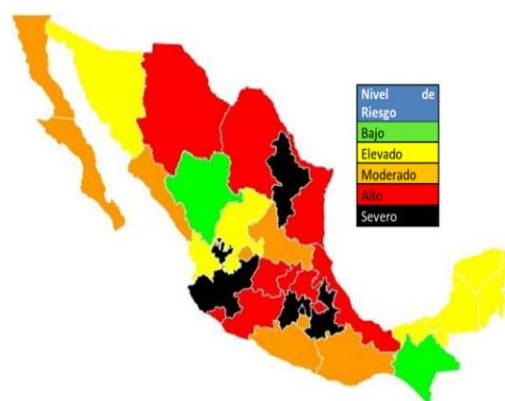 Nivel de
Riesgo
Bajo
Elevado
Moderado
Alto
Severo